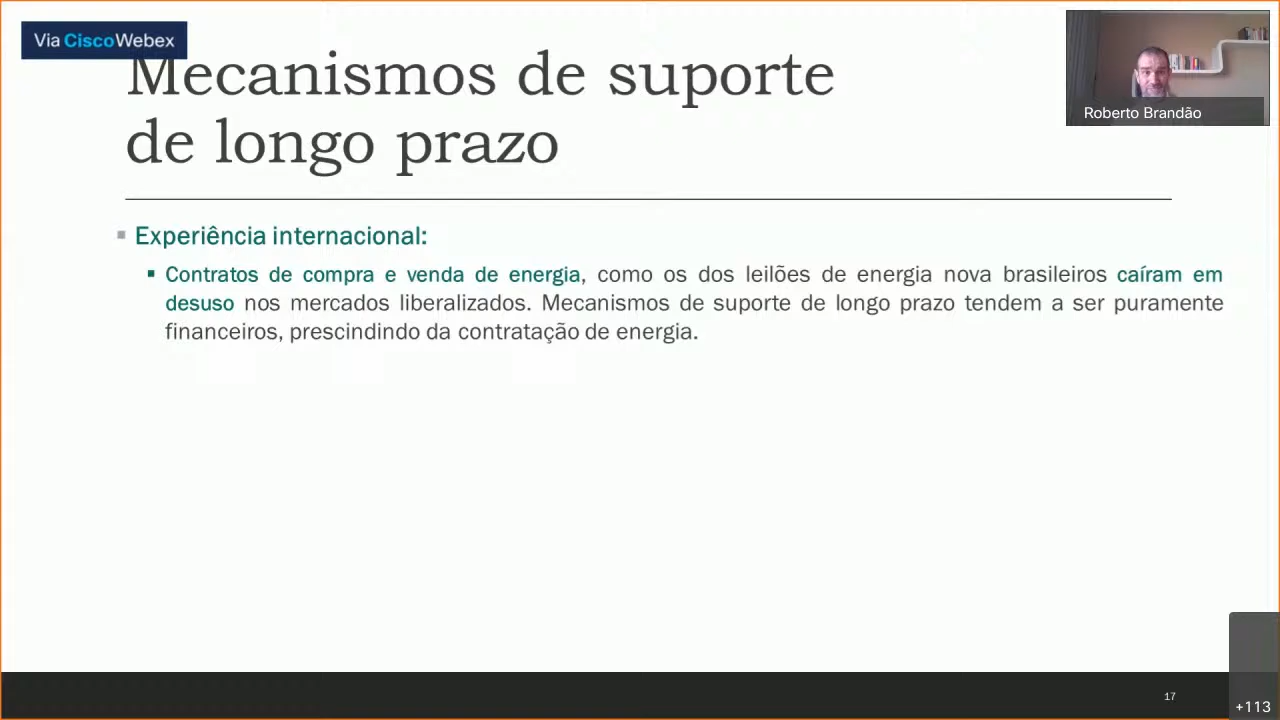 Via CiscoWebex
Mecanismos de suporte
de longo prazo
Roberto Brandão
Experiência internacional:
Contratos de compra e venda de energia, como os dos leilões de energia nova brasileiros caíram em
desuso nos mercados liberalizados. Mecanismos de suporte de longo prazo tendem a ser puramente
financeiros, prescindindo da contratação de energia.
17
+113